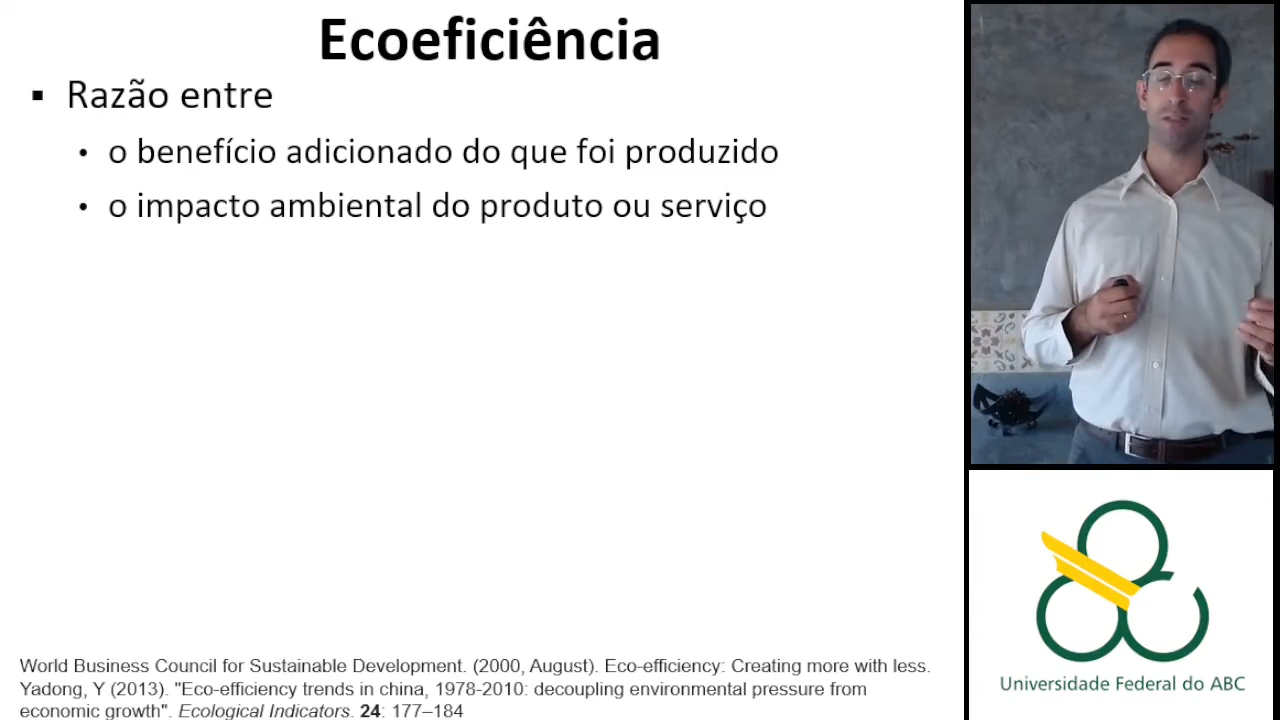 Ecoeficiência
▪ Razão entre
• o benefício adicionado do que foi produzido
• o impacto ambiental do produto ou serviço
World Business Council for Sustainable Development. (2000, August). Eco-efficiency: Creating more with less.
Yadong, Y (2013). "Eco-efficiency trends in china, 1978-2010: decoupling environmental pressure from
economic growth". Ecological Indicators. 24: 177–184
Universidade Federal do ABC